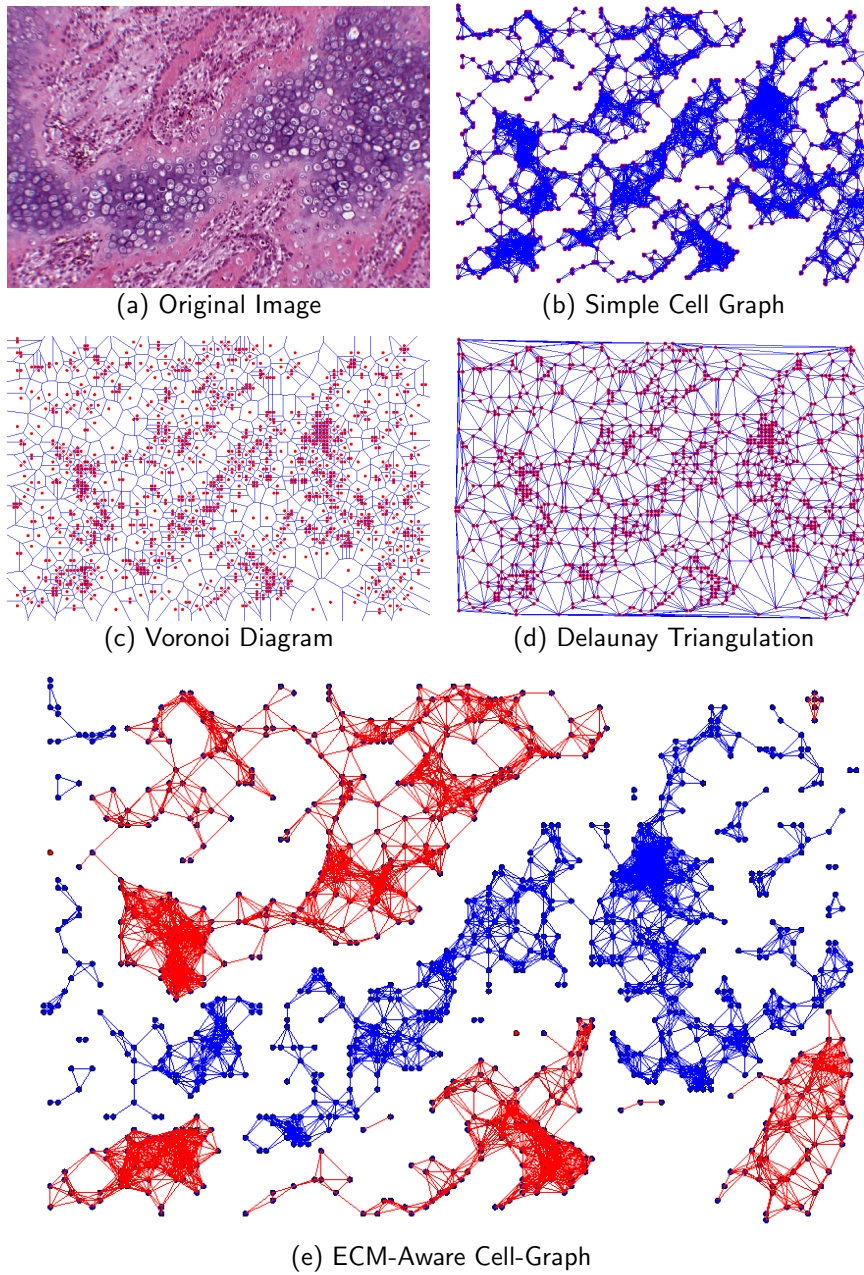 (a) Original Image
(b) Simple Cell Graph
(c) Voronoi Diagram
(d) Delaunay Triangulation
(e) ECM-Aware Cell-Graph